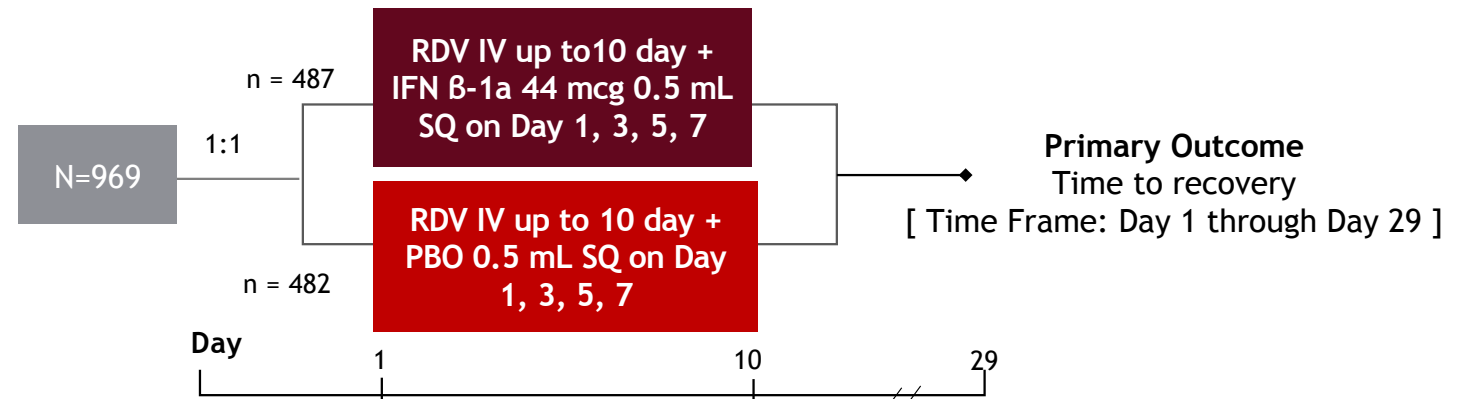 N=969
1:1
n = 487
RDV IV up to10 day +
IFN ß-1a 44 mcg 0.5 mL
SQ on Day 1, 3, 5, 7
n = 482
RDV IV up to 10 day +
PBO 0.5 mL SQ on Day
1, 3, 5, 7
Primary Outcome
Time to recovery
[ Time Frame: Day 1 through Day 29 ]
Day
1
10
29